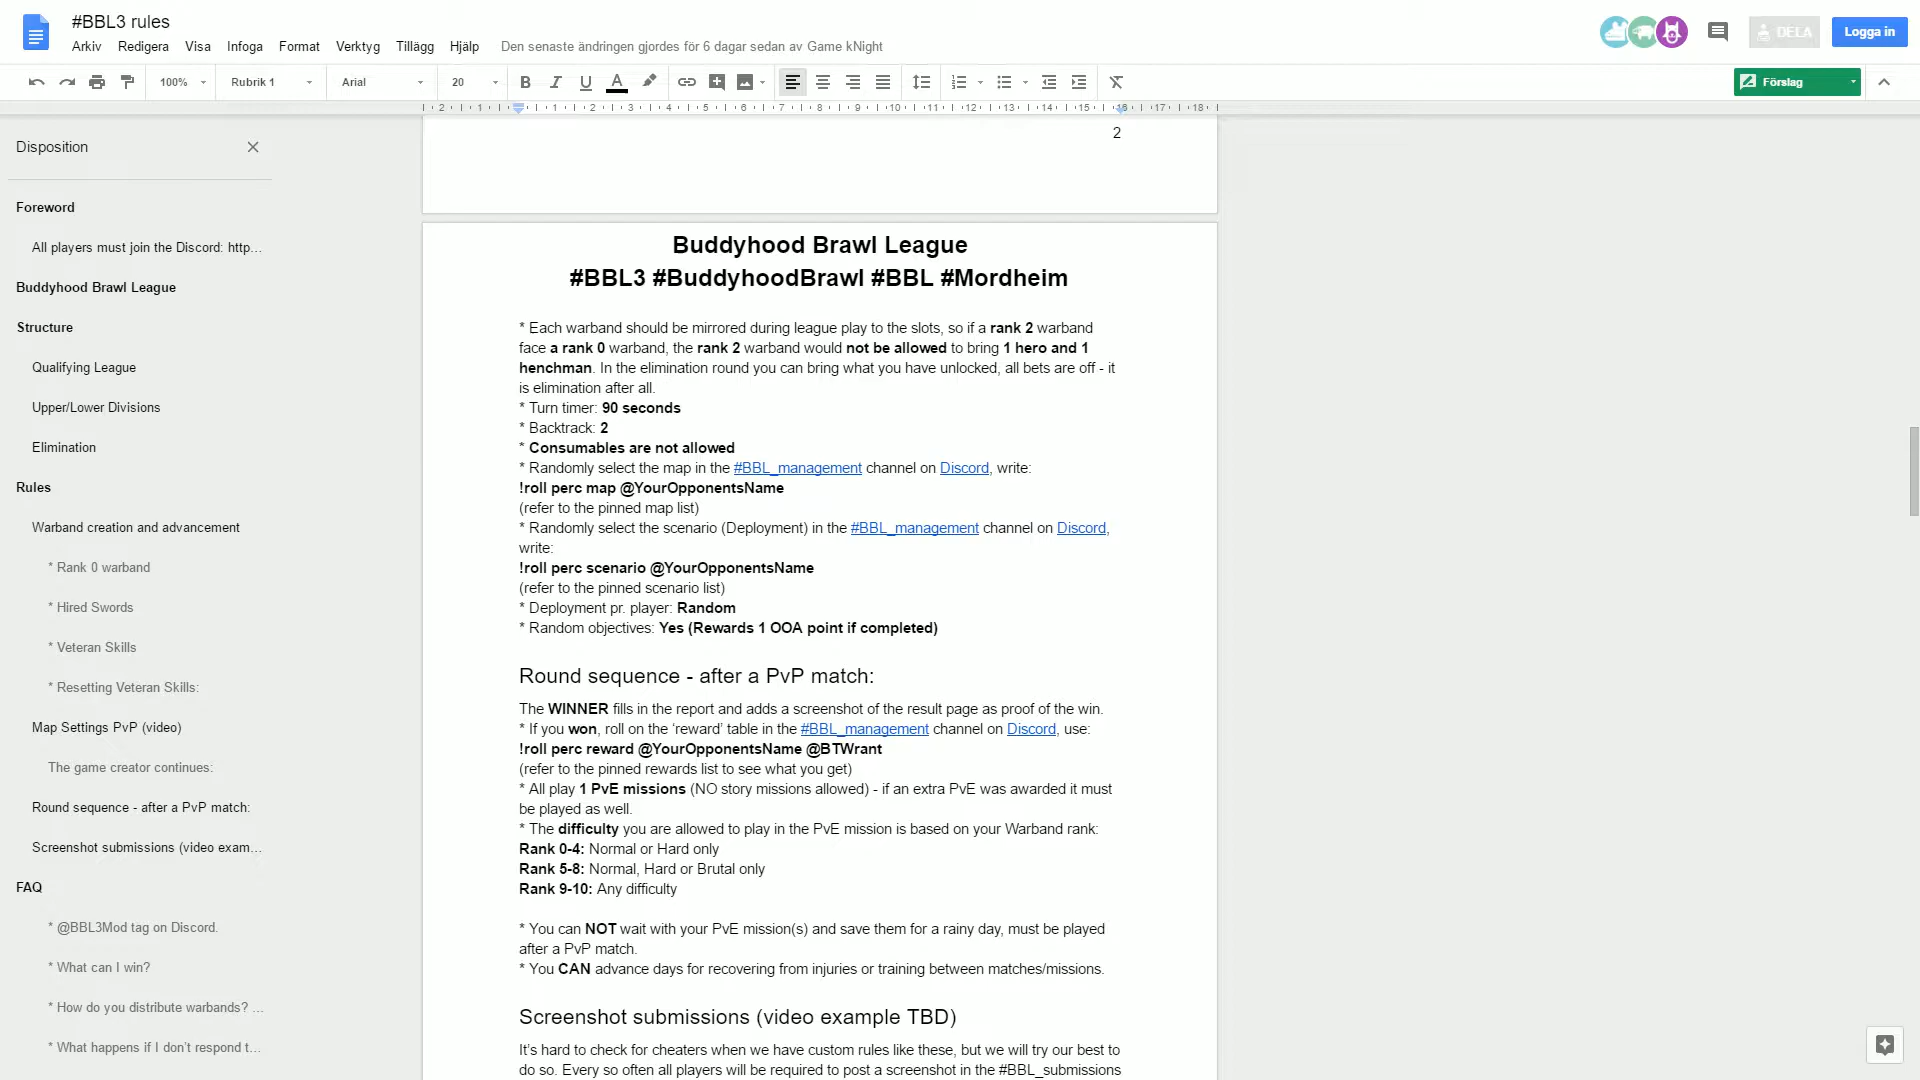 #BBL3 rules
Arkiv Redigera Visa Infoga Format Verktyg Tillägg Hjälp Den senaste ändringen gjordes för 6 dagar sedan av Game kNight
DELA
Logga in
100% Rubrik 1 Arial 20
Förslag
2 1 1 2 3 4 5 6 7 8 9 10 11 12 13 14 15 16 17 18
Disposition
Foreword
All players must join the Discord: http...
Buddyhood Brawl League
Structure
Qualifying League
Upper/Lower Divisions
Elimination
Rules
Warband creation and advancement
* Rank 0 warband
* Hired Swords
* Veteran Skills
* Resetting Veteran Skills:
Map Settings PvP (video)
The game creator continues:
Round sequence - after a PvP match:
Screenshot submissions (video exam...
FAQ
* @BBL3Mod tag on Discord.
* What can I win?
* How do you distribute warbands? ...
* What happens if I don’t respond t...
2
Buddyhood Brawl League
#BBL3 #BuddyhoodBrawl #BBL #Mordheim
* Each warband should be mirrored during league play to the slots, so if a rank 2 warband
face a rank 0 warband, the rank 2 warband would not be allowed to bring 1 hero and 1
henchman. In the elimination round you can bring what you have unlocked, all bets are off - it
is elimination after all.
* Turn timer: 90 seconds
* Backtrack: 2
* Consumables are not allowed
* Randomly select the map in the #BBL_management channel on Discord, write:
!roll perc map @YourOpponentsName
(refer to the pinned map list)
* Randomly select the scenario (Deployment) in the #BBL_management channel on Discord,
write:
!roll perc scenario @YourOpponentsName
(refer to the pinned scenario list)
* Deployment pr. player: Random
* Random objectives: Yes (Rewards 1 OOA point if completed)
Round sequence - after a PvP match:
The WINNER fills in the report and adds a screenshot of the result page as proof of the win.
* If you won, roll on the ‘reward’ table in the #BBL_management channel on Discord, use:
!roll perc reward @YourOpponentsName @BTWrant
(refer to the pinned rewards list to see what you get)
* All play 1 PvE missions (NO story missions allowed) - if an extra PvE was awarded it must
be played as well.
* The difficulty you are allowed to play in the PvE mission is based on your Warband rank:
Rank 0-4: Normal or Hard only
Rank 5-8: Normal, Hard or Brutal only
Rank 9-10: Any difficulty
* You can NOT wait with your PvE mission(s) and save them for a rainy day, must be played
after a PvP match.
* You CAN advance days for recovering from injuries or training between matches/missions.
Screenshot submissions (video example TBD)
It’s hard to check for cheaters when we have custom rules like these, but we will try our best to
do so. Every so often all players will be required to post a screenshot in the #BBL_submissions